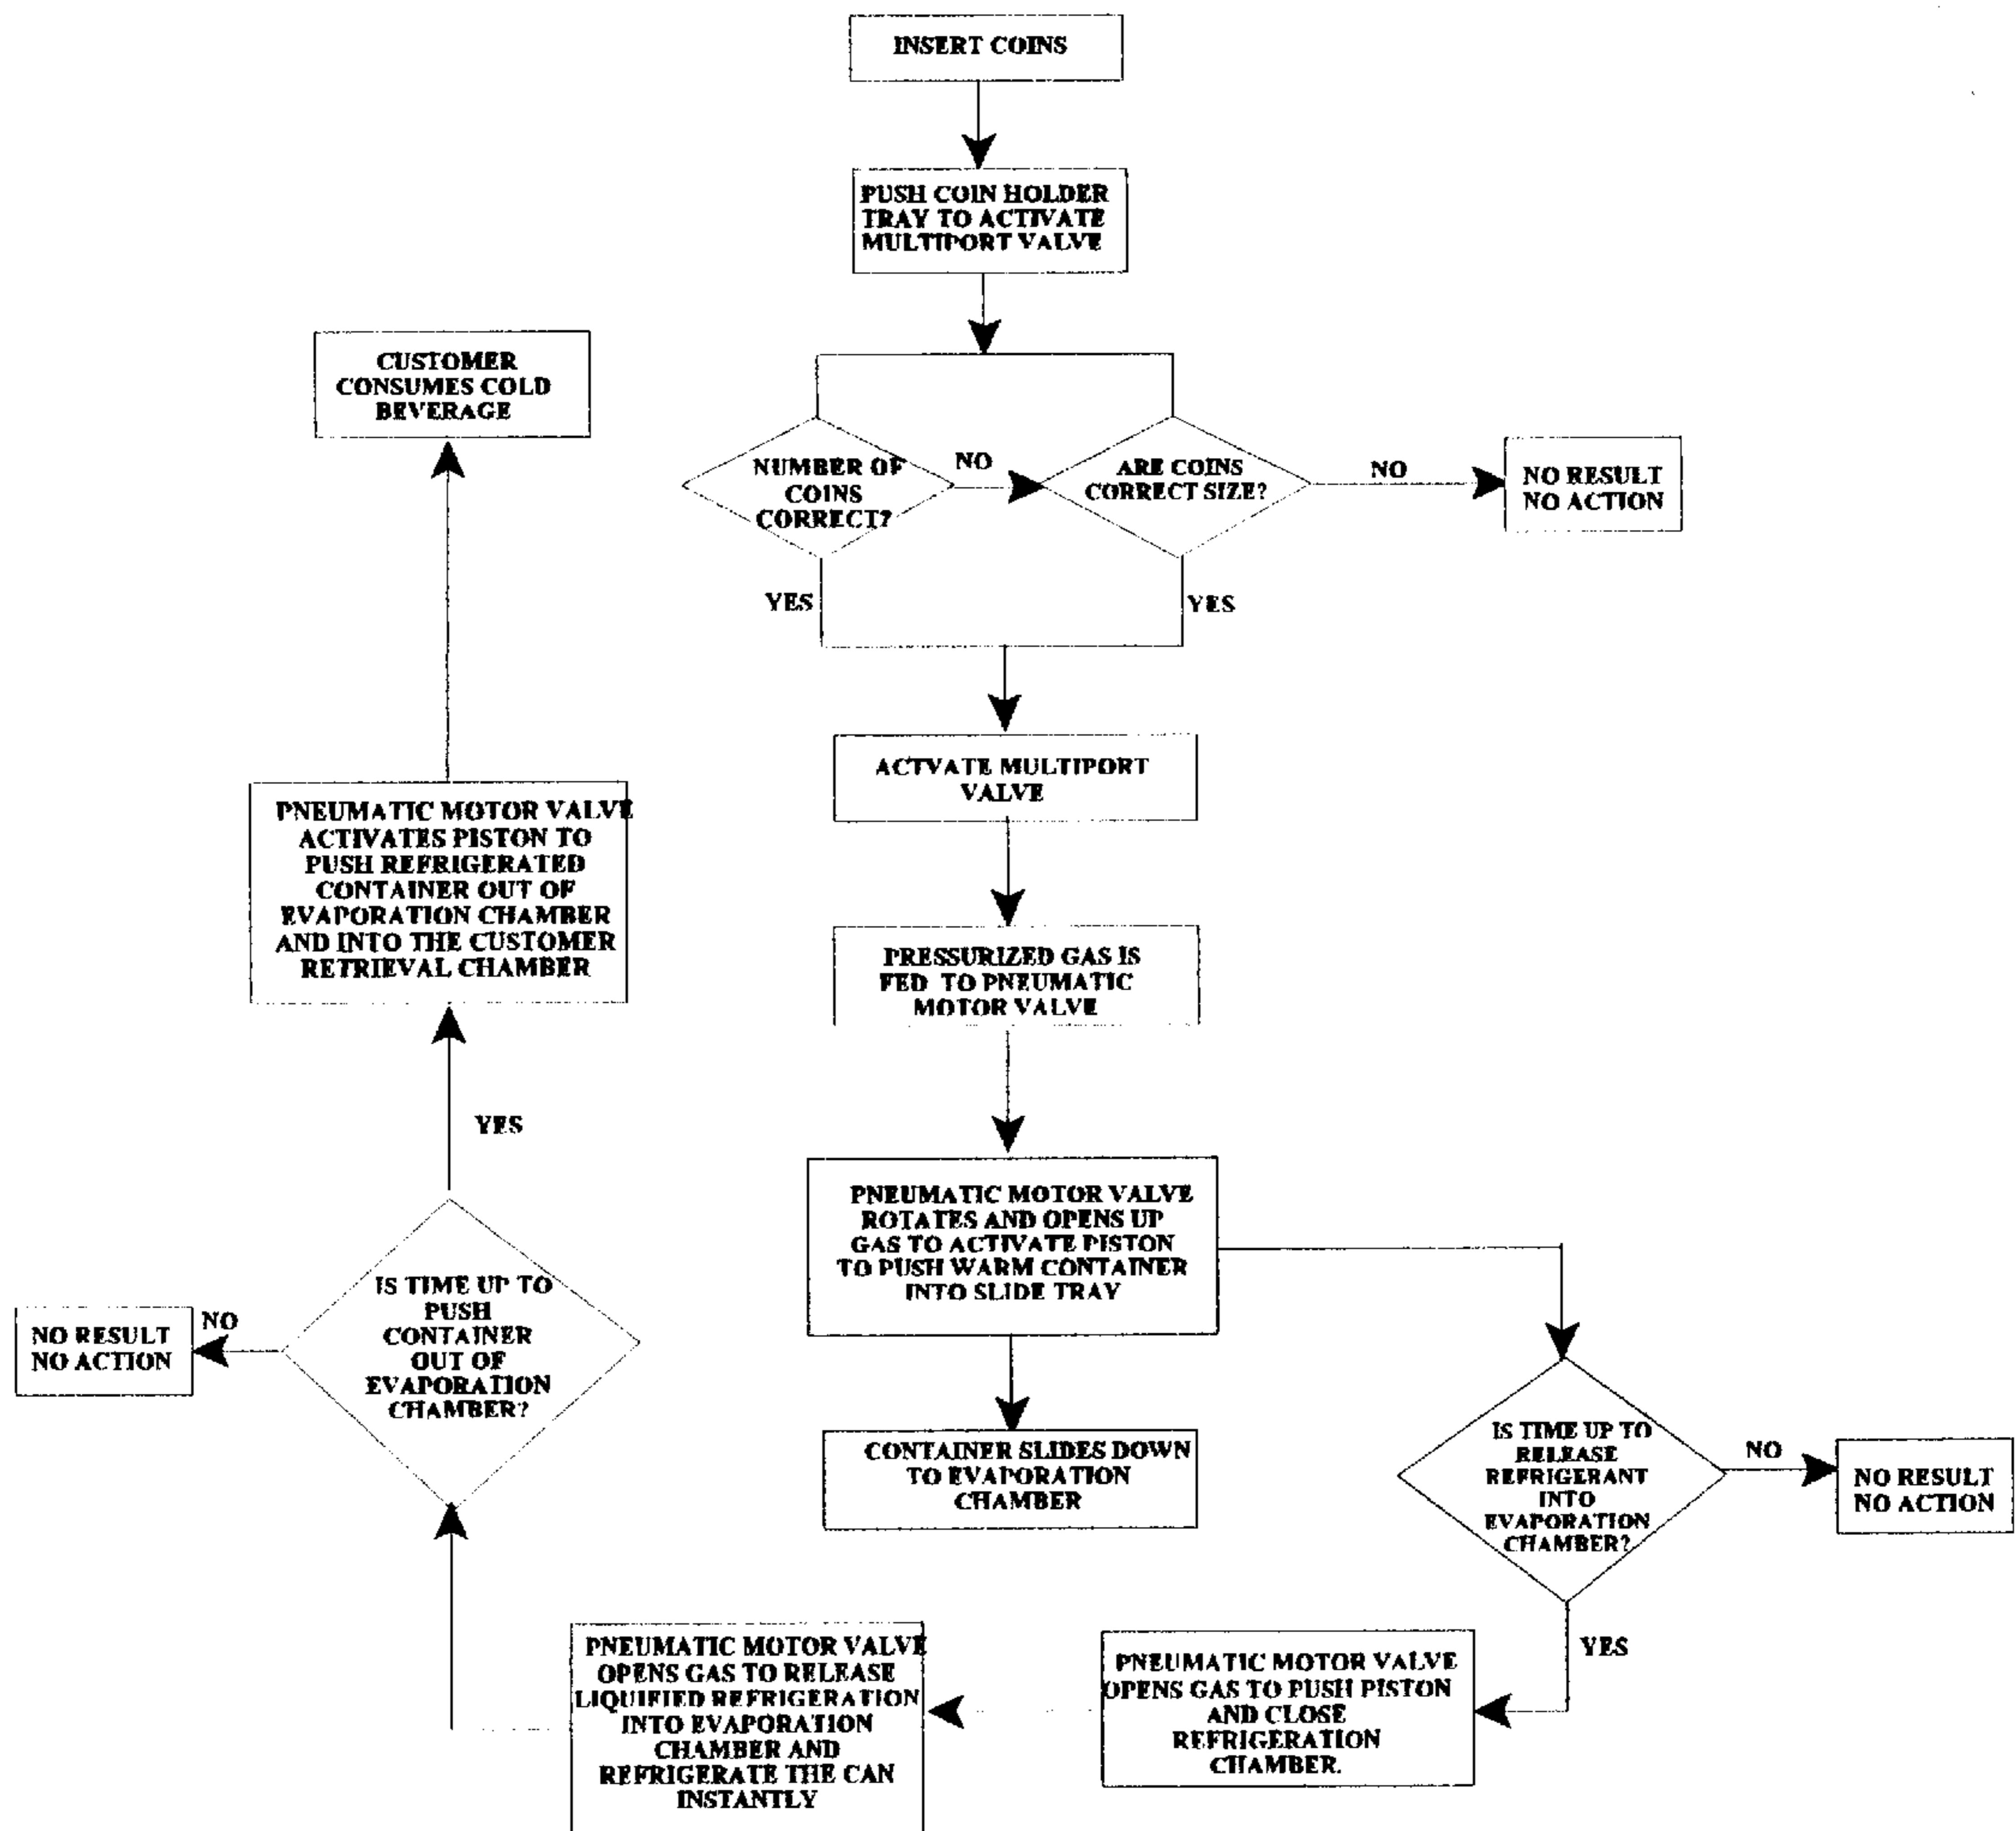 INSERT COINS
PUSH COIN HOLDER
TRAY TO ACTIVATE
MULTIPORT VALVE
CUSTOMER
CONSUMES COLD
BEVERAGE
NUMBER OF
COINS
CORRECT?
NO
ARE COINS
CORRECT SIZE?
NO
NO RESULT
NO ACTION
YES
YES
ACTVATE MULTIPORT
VALVE
PNEUMATIC MOTOR VALVE
ACTIVATES PISTON TO
PUSH REFRIGERATED
CONTAINER OUT OF
EVAPORATION CHAMBER
AND INTO THE CUSTOMER
RETRIEVAL CHAMBER
PRESSURIZED GAS IS
FED TO PNEUMATIC
MOTOR VALVE
YES
PNEUMATIC MOTOR VALVE
ROTATES AND OPENS UP
GAS TO ACTIVATE PISTON
TO PUSH WARM CONTAINER
INTO SLIDE TRAY
IS TIME UP TO
PUSH
CONTAINER
OUT OF
EVAPORATION
CHAMBER?
NO
NO RESULT
NO ACTION
CONTAINER SLIDES DOWN
TO EVAPORATION
CHAMBER
IS TIME UP TO
RELEASE
REFRIGERANT
INTO
EVAPORATION
CHAMBER?
NO
NO RESULT
NO ACTION
YES
PNEUMATIC MOTOR VALVE
OPENS GAS TO PUSH PISTON
AND CLOSE
REFRIGERATION
CHAMBER.
PNEUMATIC MOTOR VALVE
OPENS GAS TO RELEASE
LIQUIFIED REFRIGERATION
INTO EVAPORATION
CHAMBER AND
REFRIGERATE THE CAN
INSTANTLY